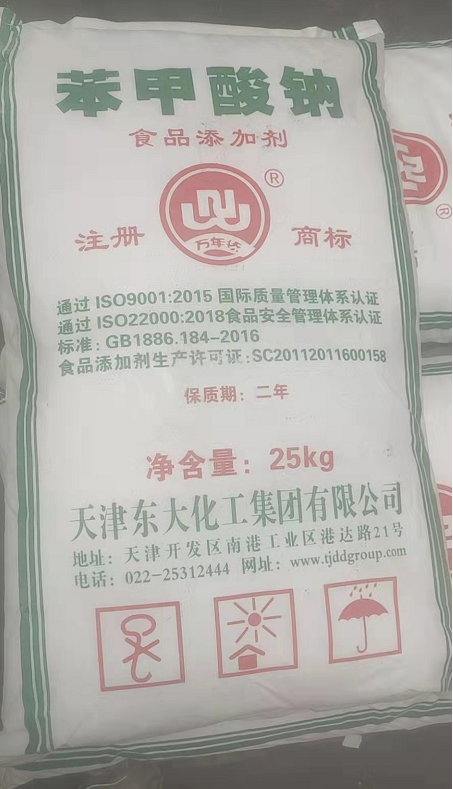 苯甲酸钠
食品添加剂
®
万年达
注册 商标
通过 ISO9001:2015 国际质量管理体系认证
通过 ISO22000:2018食品安全管理体系认证
标准: GB1886.184-2016
食品添加剂生产许可证:SC20112011600158
保质期: 二年
净含量: 25kg
天津东大化工集团有限公司
地址: 天津开发区南港工业区港达路21号
电话: 022-25312444 网址: www.tjddgroup.com